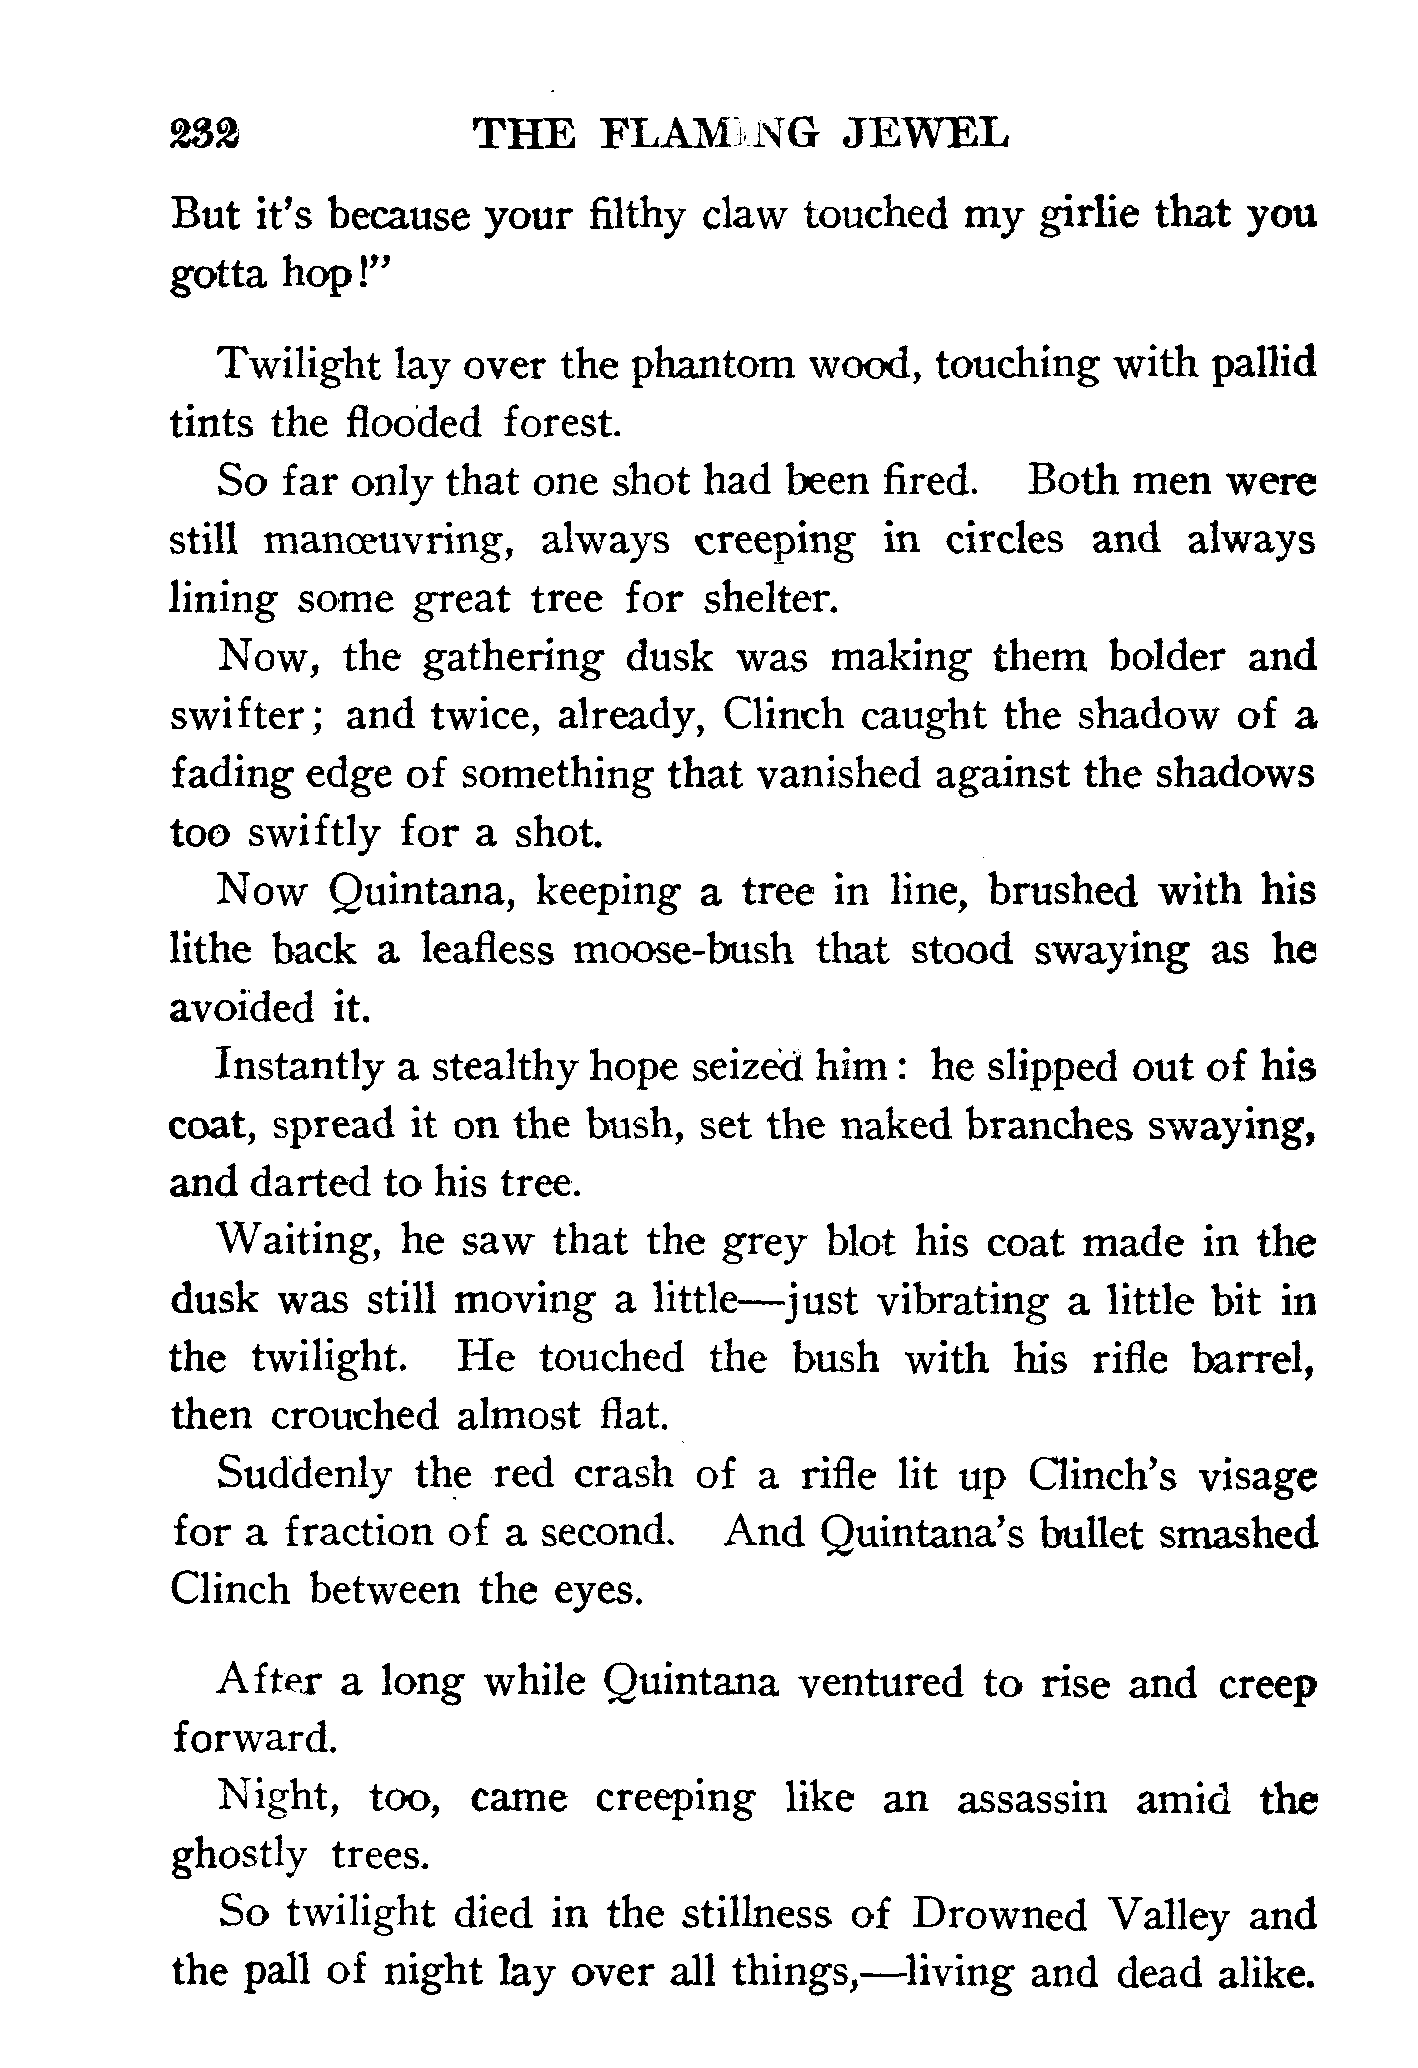 232 THE FLAMING JEWEL
But it's because your filthy claw touched my girlie that you
gotta hop!"
Twilight lay over the phantom wood, touching with pallid
tints the flooded forest.
So far only that one shot had been fired. Both men were
still manœuvring, always creeping in circles and always
lining some great tree for shelter.
Now, the gathering dusk was making them bolder and
swifter; and twice, already, Clinch caught the shadow of a
fading edge of something that vanished against the shadows
too swiftly for a shot.
Now Quintana, keeping a tree in line, brushed with his
lithe back a leafless moose-bush that stood swaying as he
avoided it.
Instantly a stealthy hope seized him: he slipped out of his
coat, spread it on the bush, set the naked branches swaying,
and darted to his tree.
Waiting, he saw that the grey blot his coat made in the
dusk was still moving a little—just vibrating a little bit in
the twilight. He touched the bush with his rifle barrel,
then crouched almost flat.
Suddenly the red crash of a rifle lit up Clinch's visage
for a fraction of a second. And Quintana's bullet smashed
Clinch between the eyes.
After a long while Quintana ventured to rise and creep
forward.
Night, too, came creeping like an assassin amid the
ghostly trees.
So twilight died in the stillness of Drowned Valley and
the pall of night lay over all things,—living and dead alike.